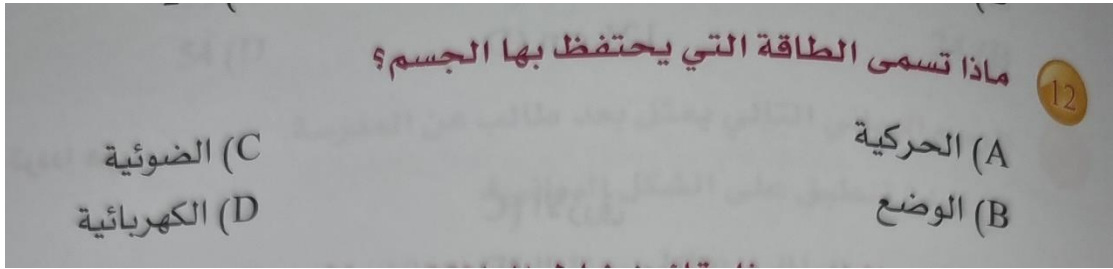 12 ماذا تسمى الطاقة التي يحتفظ بها الجسم؟
A) الحركية
C) الضوئية
B) الوضع
D) الكهربائية